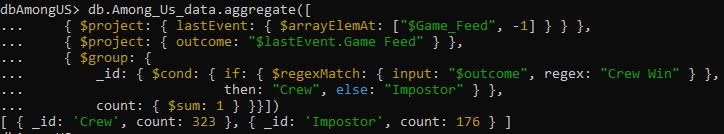 dbAmongUS> db.Among_Us_data.aggregate([
...     { $project: { lastEvent: { $arrayElemAt: ["$Game_Feed", -1] } } },
...     { $project: { outcome: "$lastEvent.Game Feed" } },
...     { $group: {
...         _id: { $cond: { if: { $regexMatch: { input: "$outcome", regex: "Crew Win" } },
...                         then: "Crew", else: "Impostor" } },
...         count: { $sum: 1 } }}])
[ { _id: 'Crew', count: 323 }, { _id: 'Impostor', count: 176 } ]